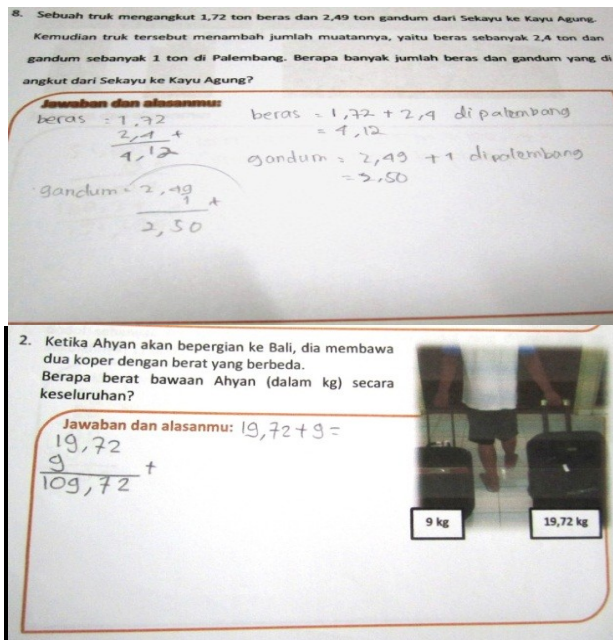 8. Sebuah truk mengangkut 1,72 ton beras dan 2,49 ton gandum dari Sekayu ke Kayu Agung.
Kemudian truk tersebut menambah jumlah muatannya, yaitu beras sebanyak 2,4 ton dan
gandum sebanyak 1 ton di Palembang. Berapa banyak jumlah beras dan gandum yang di
angkut dari Sekayu ke Kayu Agung?
Jawaban dan alasanmu:
beras : 1,72
2,4 +
4,12
gandum = 2,49
1 +
2,50
beras = 1,72 + 2,4 dipalembang
= 4,12
gandum = 2,49 + 1 dipalembang
= 2,50
2. Ketika Ahyan akan bepergian ke Bali, dia membawa
dua koper dengan berat yang berbeda.
Berapa berat bawaan Ahyan (dalam kg) secara
keseluruhan?
Jawaban dan alasanmu: 19,72 + 9 =
19,72
9 +
109,72
9 kg
19,72 kg